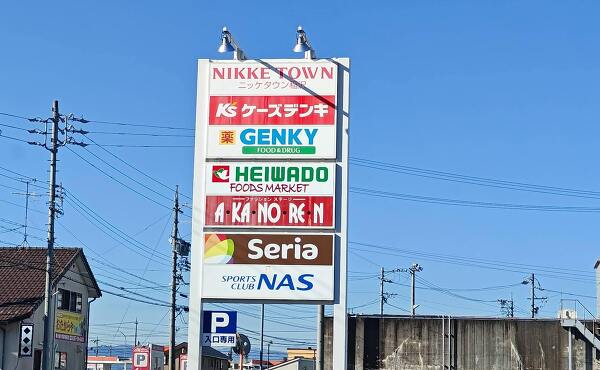 NIKKE TOWN
ニッケタウン稲沢
K's ケーズデンキ
薬 GENKY
FOOD & DRUG
HEIWADO
FOODS MARKET
ファッション ステージ
A・KA・NO・RE・N
Seria
SPORTS
CLUB NAS
P
入口専用
P